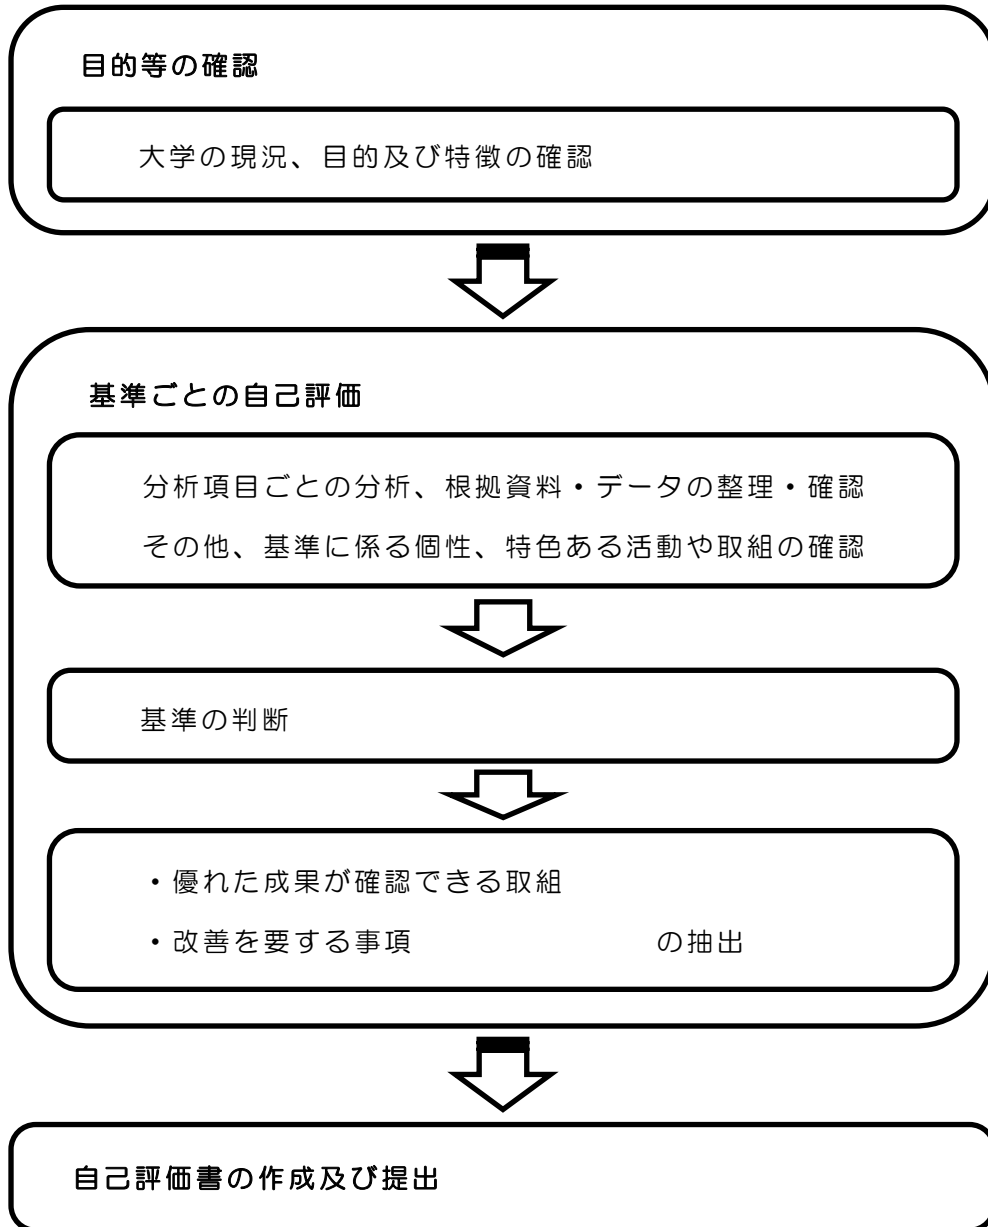 目的等の確認
大学の現況、目的及び特徴の確認
基準ごとの自己評価
分析項目ごとの分析、根拠資料・データの整理・確認
その他、基準に係る個性、特色ある活動や取組の確認
基準の判断
・優れた成果が確認できる取組
・改善を要する事項　　　　　　　　の抽出
自己評価書の作成及び提出